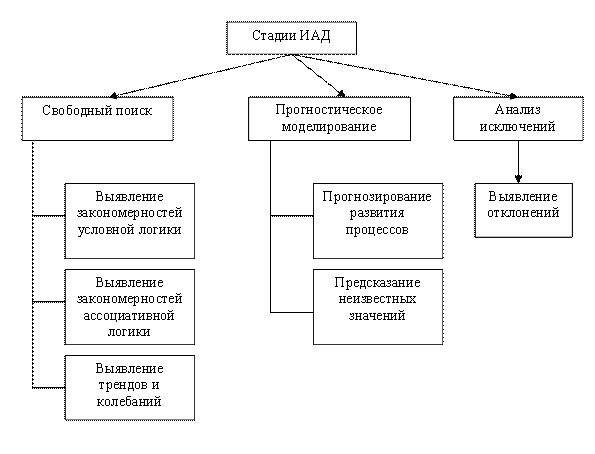 Стадии ИАД
Свободный поиск
Прогностическое
моделирование
Анализ
исключений
Выявление
закономерностей
условной логики
Выявление
закономерностей
ассоциативной
логики
Выявление
трендов и
колебаний
Прогнозирование
развития
процессов
Предсказание
неизвестных
значений
Выявление
отклонений